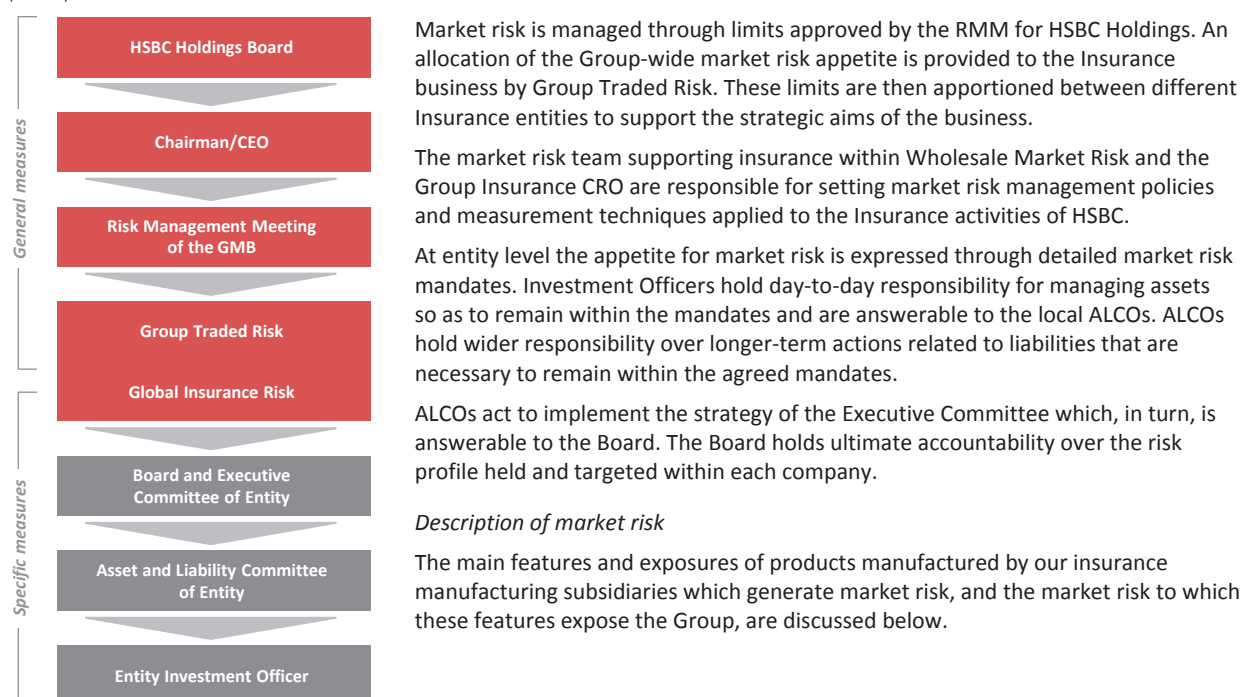 General measures
Specific measures
HSBC Holdings Board
Chairman/CEO
Risk Management Meeting
of the GMB
Group Traded Risk
Global Insurance Risk
Board and Executive
Committee of Entity
Asset and Liability Committee
of Entity
Entity Investment Officer
Market risk is managed through limits approved by the RMM for HSBC Holdings. An
allocation of the Group-wide market risk appetite is provided to the Insurance
business by Group Traded Risk. These limits are then apportioned between different
Insurance entities to support the strategic aims of the business.
The market risk team supporting insurance within Wholesale Market Risk and the
Group Insurance CRO are responsible for setting market risk management policies
and measurement techniques applied to the Insurance activities of HSBC.
At entity level the appetite for market risk is expressed through detailed market risk
mandates. Investment Officers hold day-to-day responsibility for managing assets
so as to remain within the mandates and are answerable to the local ALCOs. ALCOs
hold wider responsibility over longer-term actions related to liabilities that are
necessary to remain within the agreed mandates.
ALCOs act to implement the strategy of the Executive Committee which, in turn, is
answerable to the Board. The Board holds ultimate accountability over the risk
profile held and targeted within each company.
Description of market risk
The main features and exposures of products manufactured by our insurance
manufacturing subsidiaries which generate market risk, and the market risk to which
these features expose the Group, are discussed below.